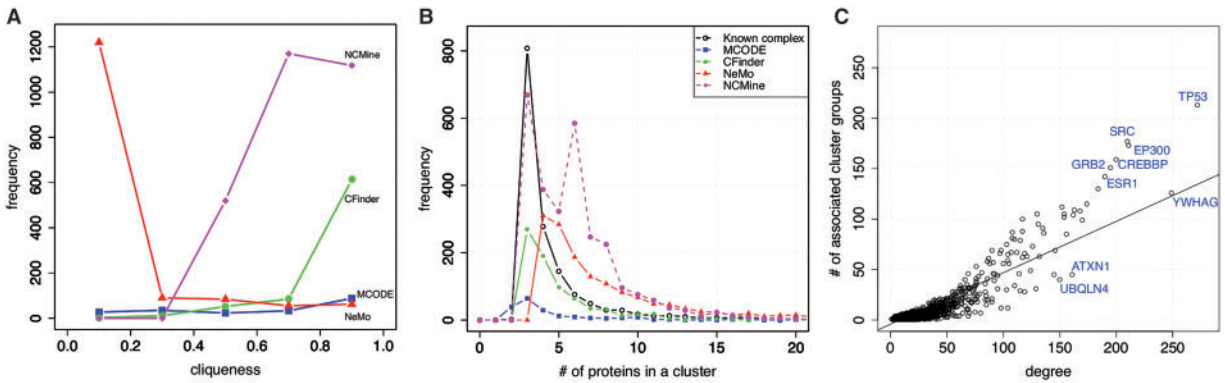 A
frequency
1200
1000
800
600
400
200
0
0.0 0.2 0.4 0.6 0.8 1.0
cliqueness
NCMine
CFinder
MCODE
NeMo
B
frequency
800
600
400
200
0
0 5 10 15 20
# of proteins in a cluster
Known complex
MCODE
CFinder
NeMo
NCMine
C
# of associated cluster groups
250
200
150
100
50
0
0 50 100 150 200 250
degree
TP53
SRC
EP300
GRB2 CREBBP
ESR1
YWHAG
ATXN1
UBQLN4